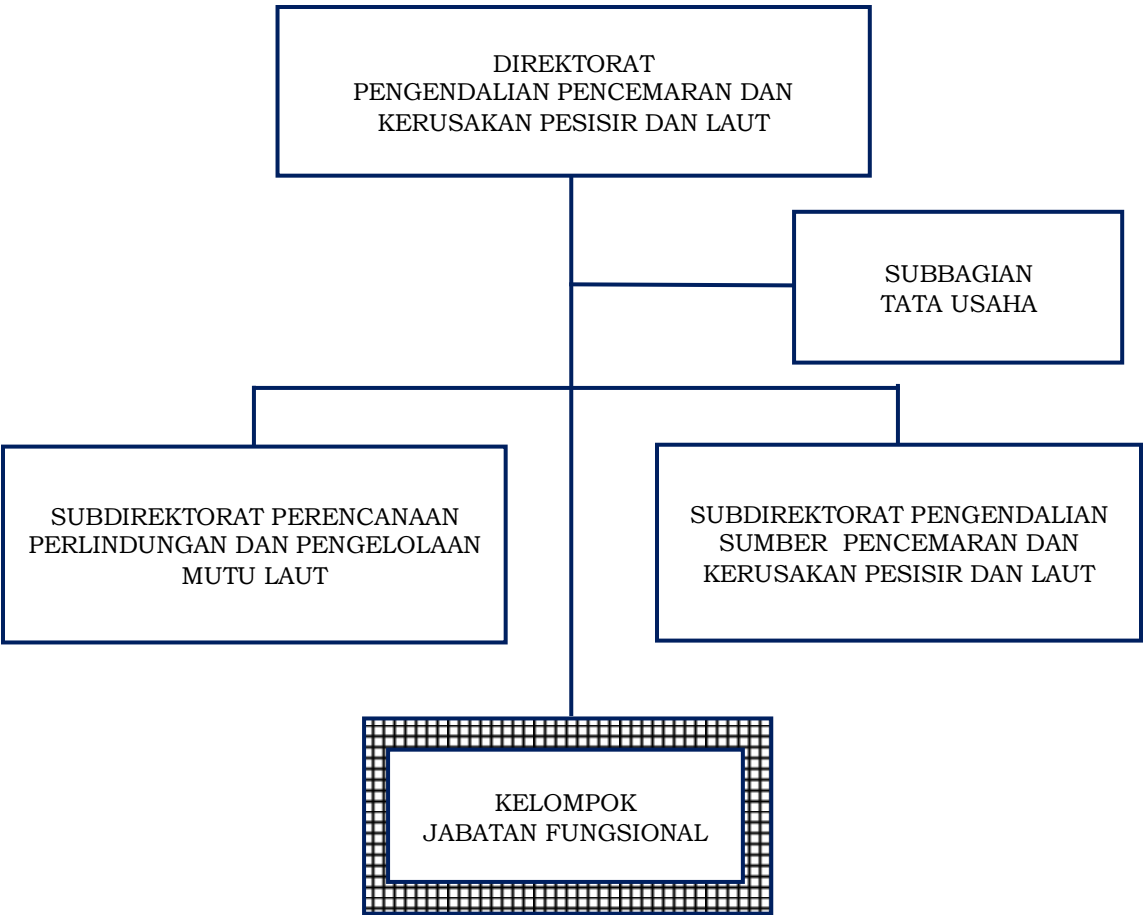 DIREKTORAT
PENGENDALIAN PENCEMARAN DAN
KERUSAKAN PESISIR DAN LAUT
SUBBAGIAN
TATA USAHA
SUBDIREKTORAT PERENCANAAN
PERLINDUNGAN DAN PENGELOLAAN
MUTU LAUT
SUBDIREKTORAT PENGENDALIAN
SUMBER PENCEMARAN DAN
KERUSAKAN PESISIR DAN LAUT
KELOMPOK
JABATAN FUNGSIONAL